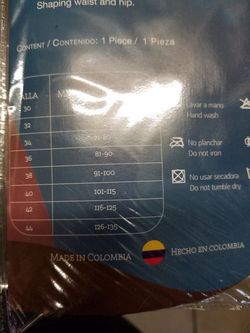 Shaping waist and hip.
CONTENT / CONTENIDO: 1 PIECE / 1 PIEZA
ALLA
30
32
34
36 81-90
38 91-100
40 101-115
42 116-125
44 126-135
Lavar a mano
Hand wash
No planchar
Do not iron
No usar secadora
Do not tumble dry
MADE IN COLOMBIA
HECHO EN COLOMBIA